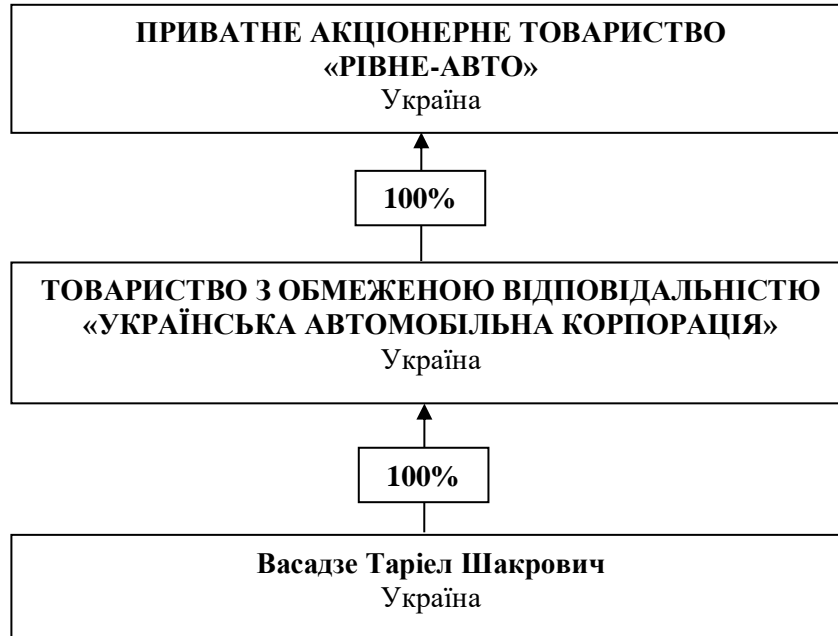 ПРИВАТНЕ АКЦІОНЕРНЕ ТОВАРИСТВО
«РІВНЕ-АВТО»
Україна
100%
ТОВАРИСТВО З ОБМЕЖЕНОЮ ВІДПОВІДАЛЬНІСТЮ
«УКРАЇНСЬКА АВТОМОБІЛЬНА КОРПОРАЦІЯ»
Україна
100%
Васадзе Таріел Шакрович
Україна